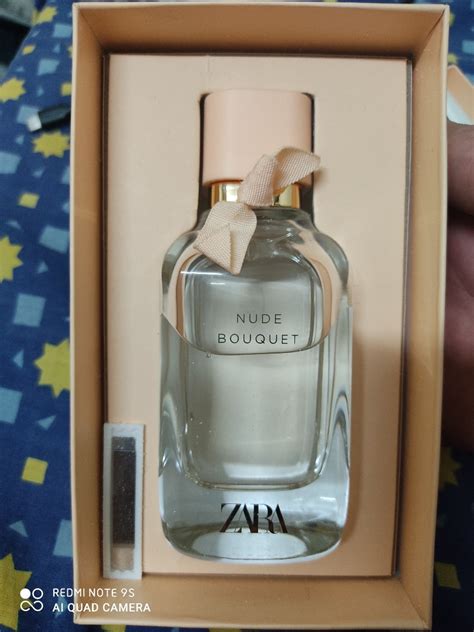 NUDE
BOUQUET
ZARA
REDMI NOTE 9S
AI QUAD CAMERA